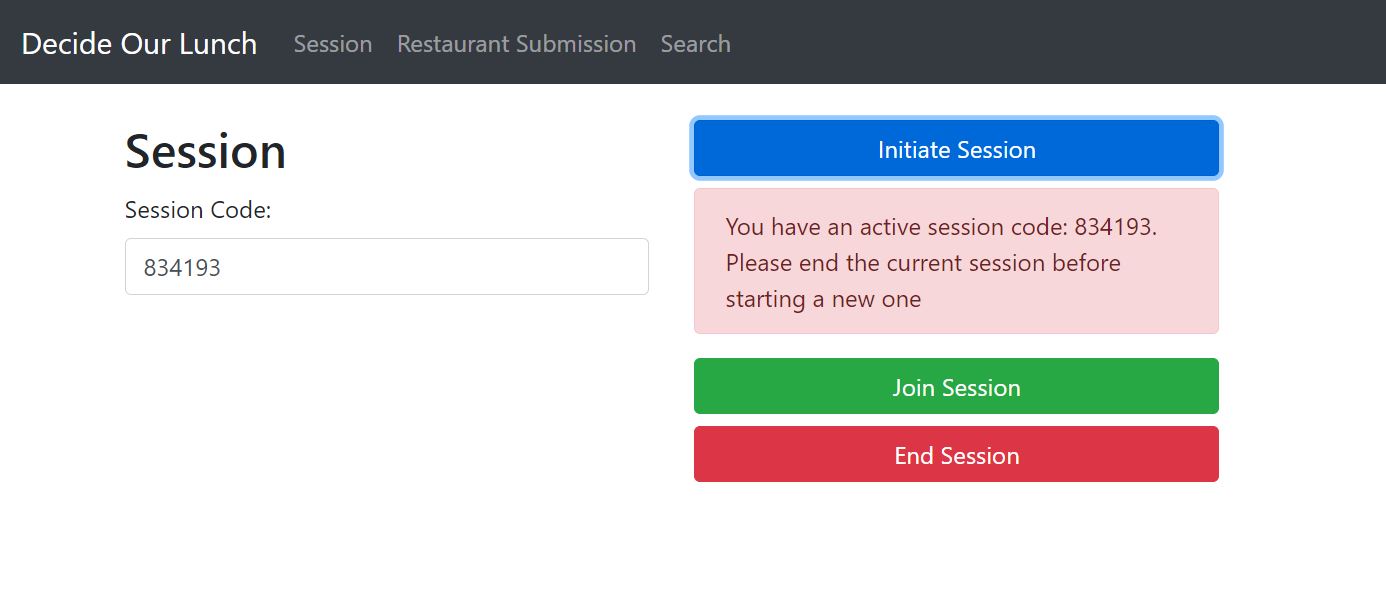 Decide Our Lunch Session Restaurant Submission Search
Session
Session Code:
834193
Initiate Session
You have an active session code: 834193.
Please end the current session before
starting a new one
Join Session
End Session